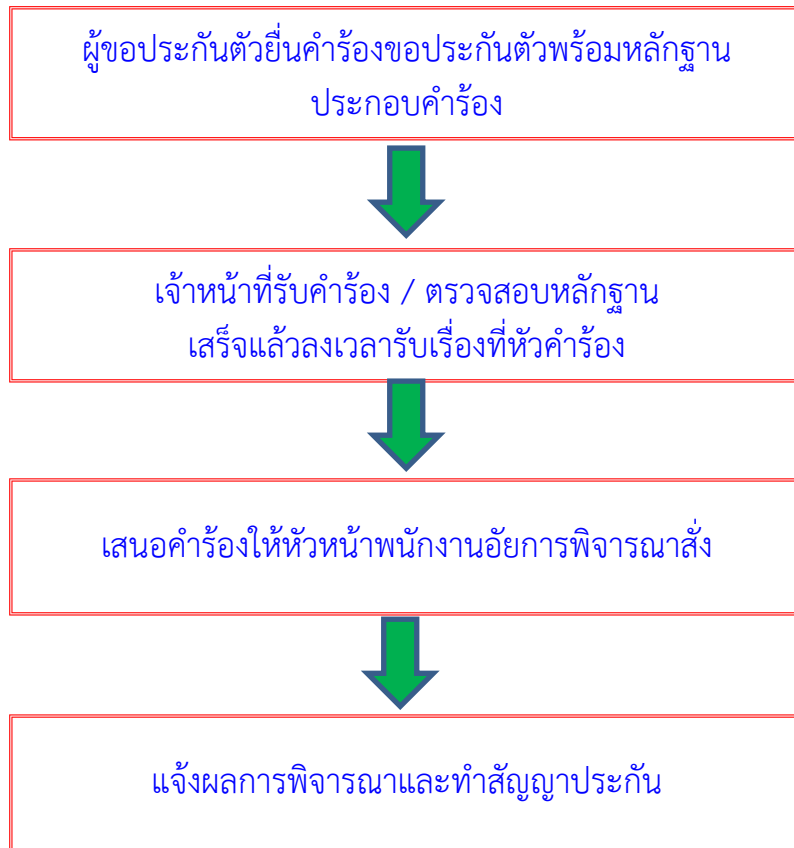 ผู้ขอประกันตัวยื่นคำร้องขอประกันตัวพร้อมหลักฐาน
ประกอบคำร้อง
เจ้าหน้าที่รับคำร้อง / ตรวจสอบหลักฐาน
เสร็จแล้วลงเวลารับเรื่องที่หัวคำร้อง
เสนอคำร้องให้หัวหน้าพนักงานอัยการพิจารณาสั่ง
แจ้งผลการพิจารณาและทำสัญญาประกัน